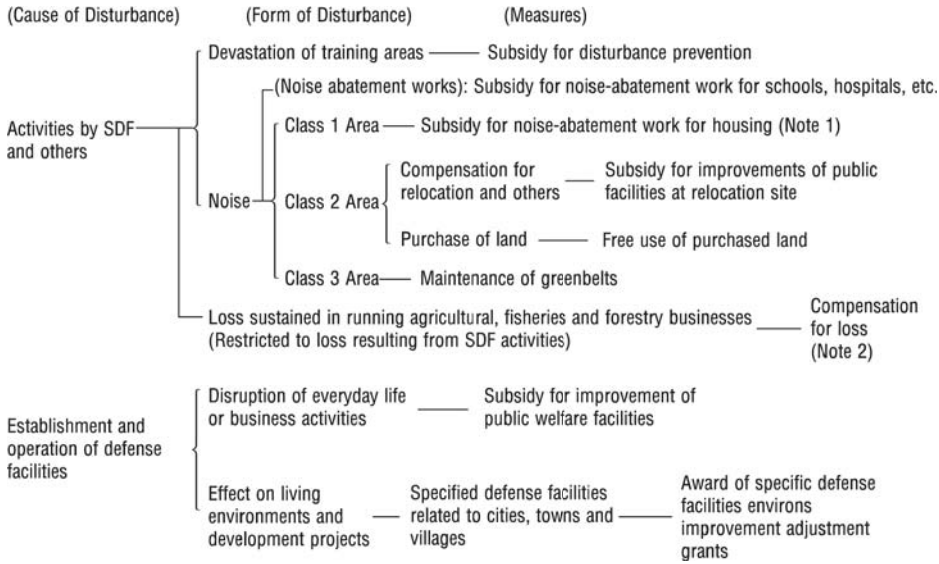 (Cause of Disturbance) (Form of Disturbance) (Measures)
Devastation of training areas Subsidy for disturbance prevention
(Noise abatement works): Subsidy for noise-abatement work for schools, hospitals, etc.
Activities by SDF
and others
Class 1 Area Subsidy for noise-abatement work for housing (Note 1)
Noise
Class 2 Area
Compensation for
relocation and others
Subsidy for improvements of public
facilities at relocation site
Purchase of land Free use of purchased land
Class 3 Area Maintenance of greenbelts
Loss sustained in running agricultural, fisheries and forestry businesses
(Restricted to loss resulting from SDF activities)
Compensation
for loss
(Note 2)
Establishment and
operation of defense
facilities
Disruption of everyday life
or business activities
Subsidy for improvement of
public welfare facilities
Effect on living
environments and
development projects
Specified defense facilities
related to cities, towns and
villages
Award of specific defense
facilities environs
improvement adjustment
grants